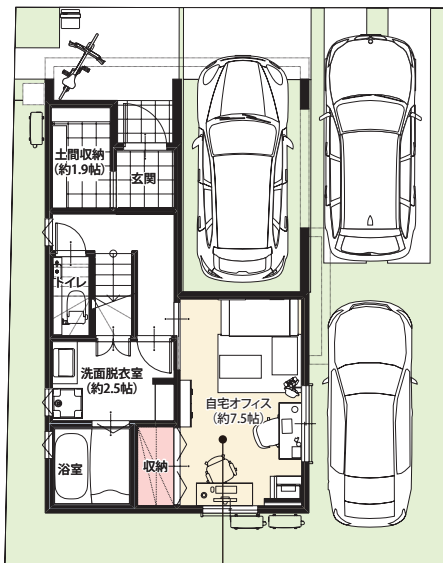 土間収納
（約1.9帖）
玄関
トイレ
洗面脱衣室
（約2.5帖）
自宅オフィス
（約7.5帖）
浴室
収納